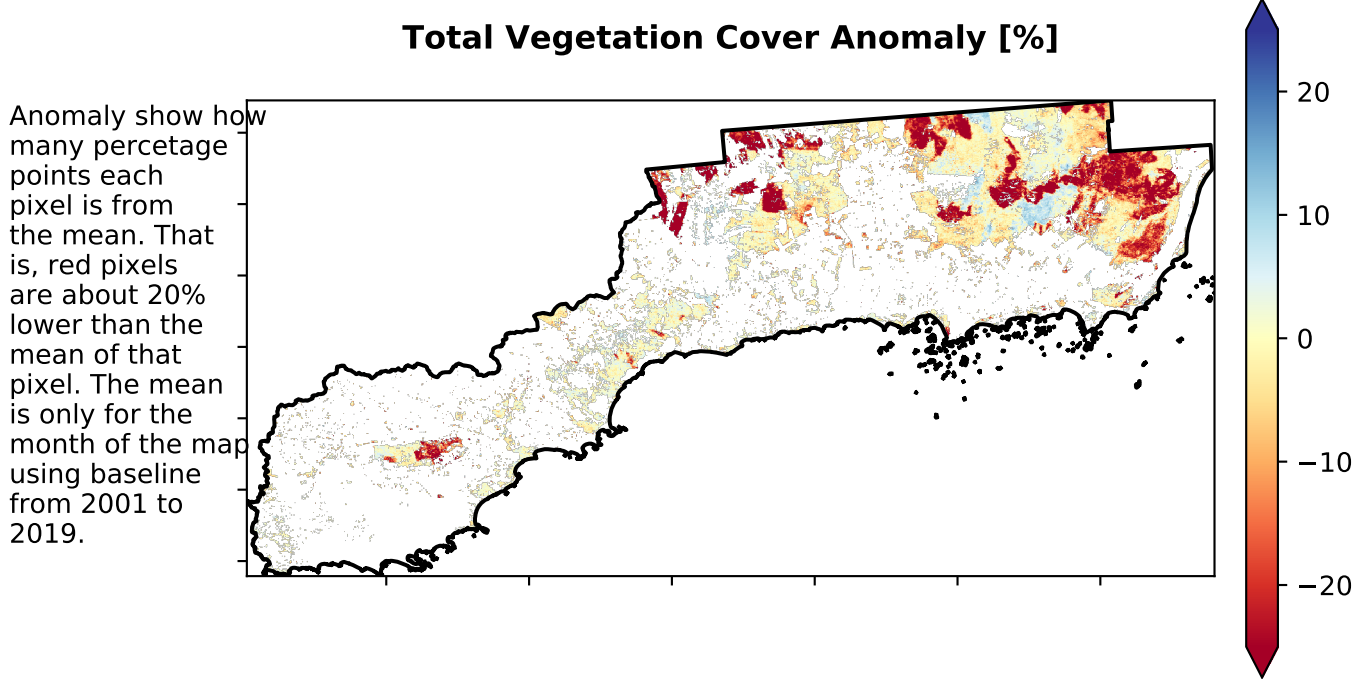 Total Vegetation Cover Anomaly [%]
Anomaly show how
many percetage
points each
pixel is from
the mean. That
is, red pixels
are about 20%
lower than the
mean of that
pixel. The mean
is only for the
month of the map
using baseline
from 2001 to
2019.
20
10
0
−10
−20